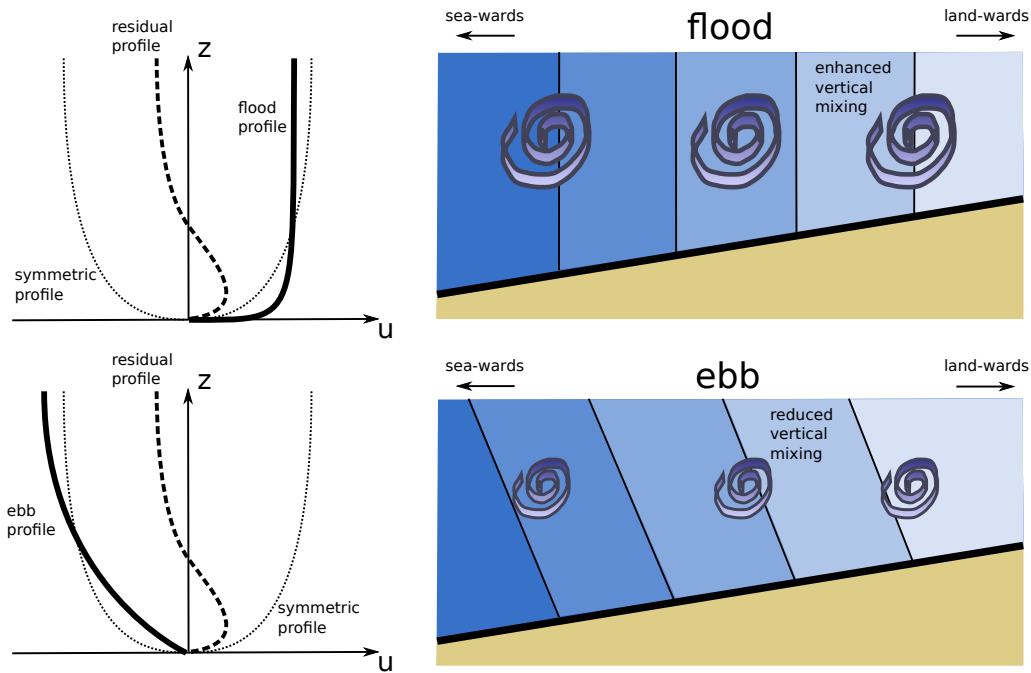 residual
profile
z
flood
profile
symmetric
profile
u
sea-wards
flood
land-wards
enhanced
vertical
mixing
residual
profile
z
ebb
profile
symmetric
profile
u
sea-wards
ebb
land-wards
reduced
vertical
mixing